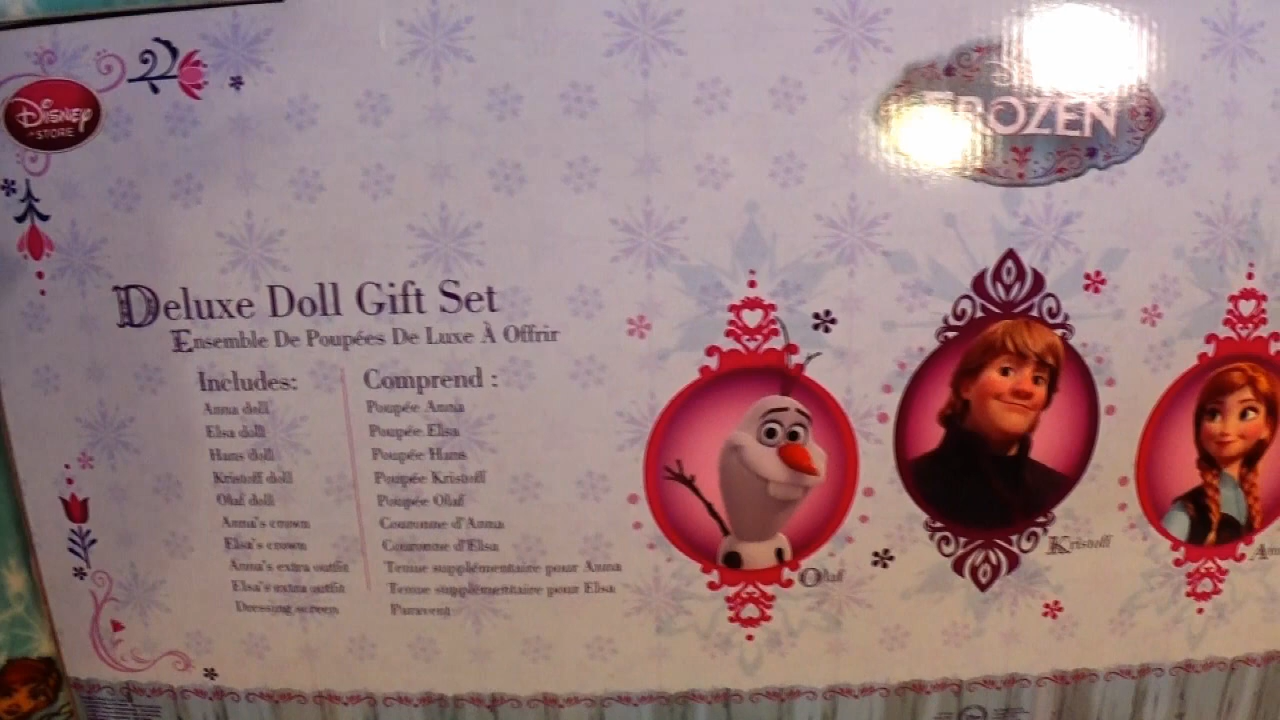 Disney
STORE
FROZEN
Deluxe Doll Gift Set
Ensemble De Poupées De Luxe À Offrir
Includes:
Anna doll
Elsa doll
Hans doll
Kristoff doll
Olaf doll
Anna's crown
Elsa's crown
Anna's extra outfit
Elsa's extra outfit
Dressing screen
Comprend :
Poupée Anna
Poupée Elsa
Poupée Hans
Poupée Kristoff
Poupée Olaf
Couronne d'Anna
Couronne d'Elsa
Tenue supplémentaire pour Anna
Tenue supplémentaire pour Elsa
Paravent
Olaf
Kristoff
An